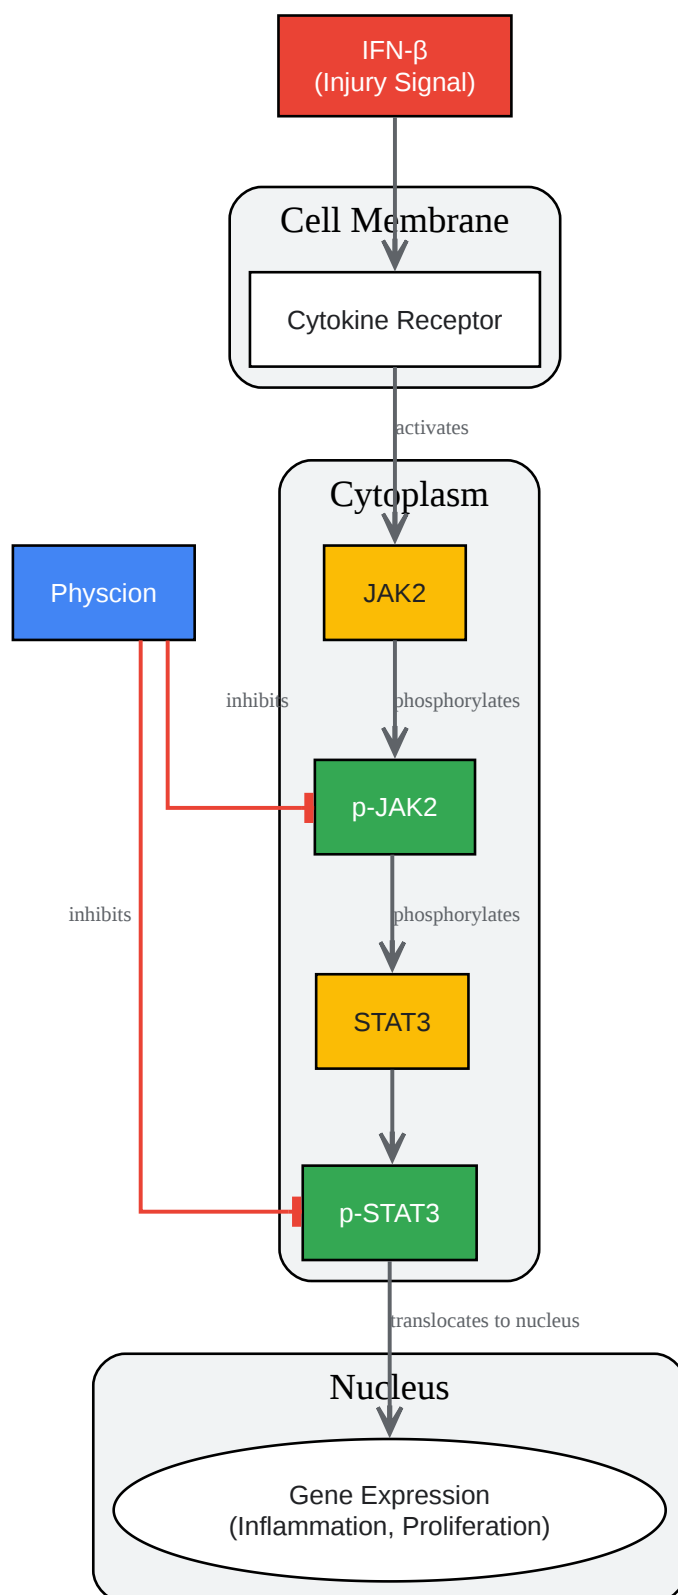 IFN-β
(Injury Signal)
Cell Membrane
Cytokine Receptor
activates
Cytoplasm
Physcion
JAK2
inhibits
phosphorylates
p-JAK2
inhibits
phosphorylates
STAT3
p-STAT3
translocates to nucleus
Nucleus
Gene Expression
(Inflammation, Proliferation)